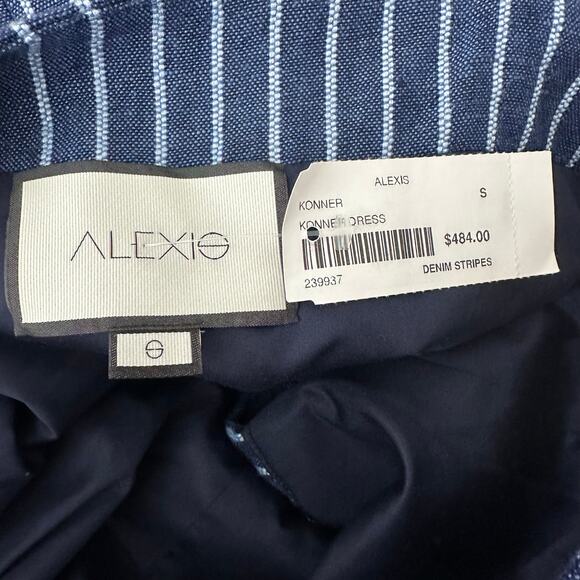 ALEXIS
S
ALEXIS
KONNER S
KONNER DRESS
$484.00
239937 DENIM STRIPES